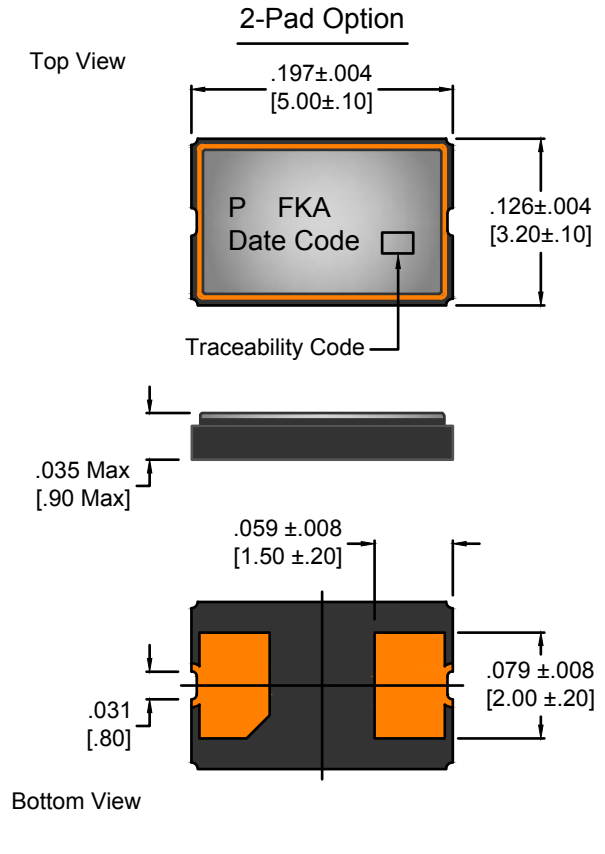 2-Pad Option
Top View
.197±.004
[5.00±.10]
P FKA
Date Code
.126±.004
[3.20±.10]
Traceability Code
.035 Max
[.90 Max]
.059 ±.008
[1.50 ±.20]
.079 ±.008
[2.00 ±.20]
.031
[.80]
Bottom View